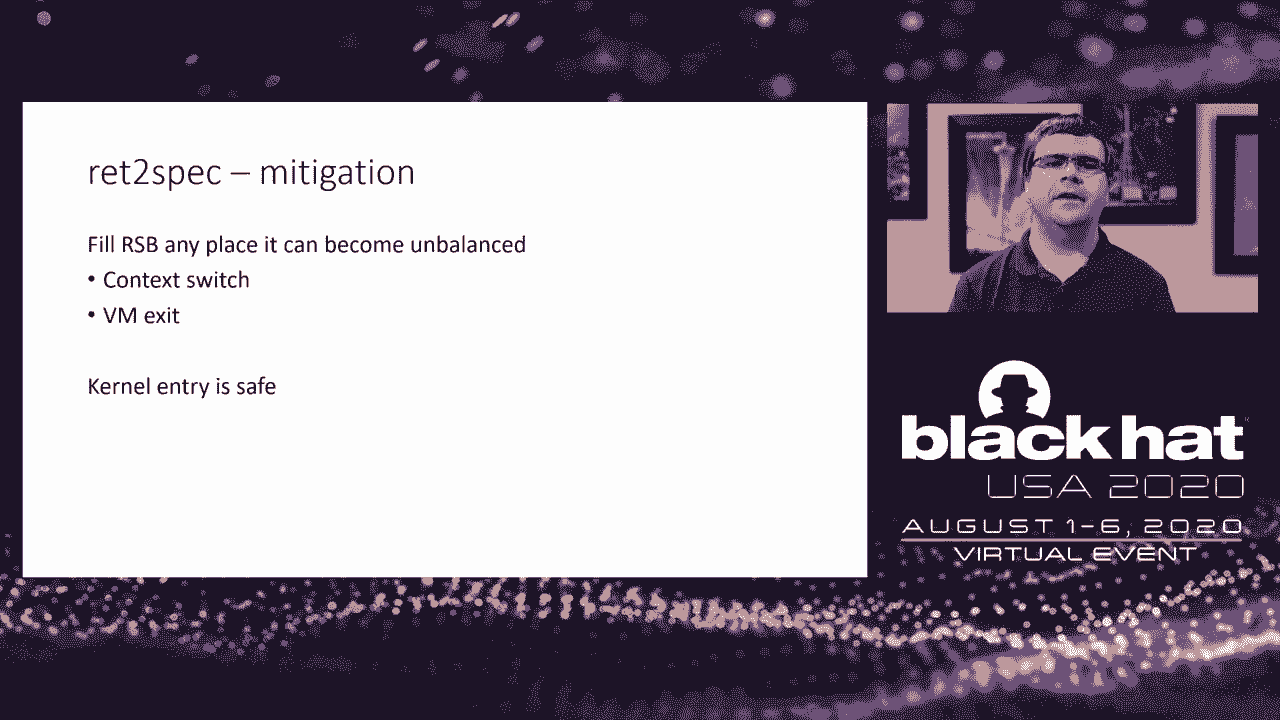 ret2spec – mitigation
Fill RSB any place it can become unbalanced
• Context switch
• VM exit
Kernel entry is safe
black hat
USA 2020
AUGUST 1-6, 2020
VIRTUAL EVENT